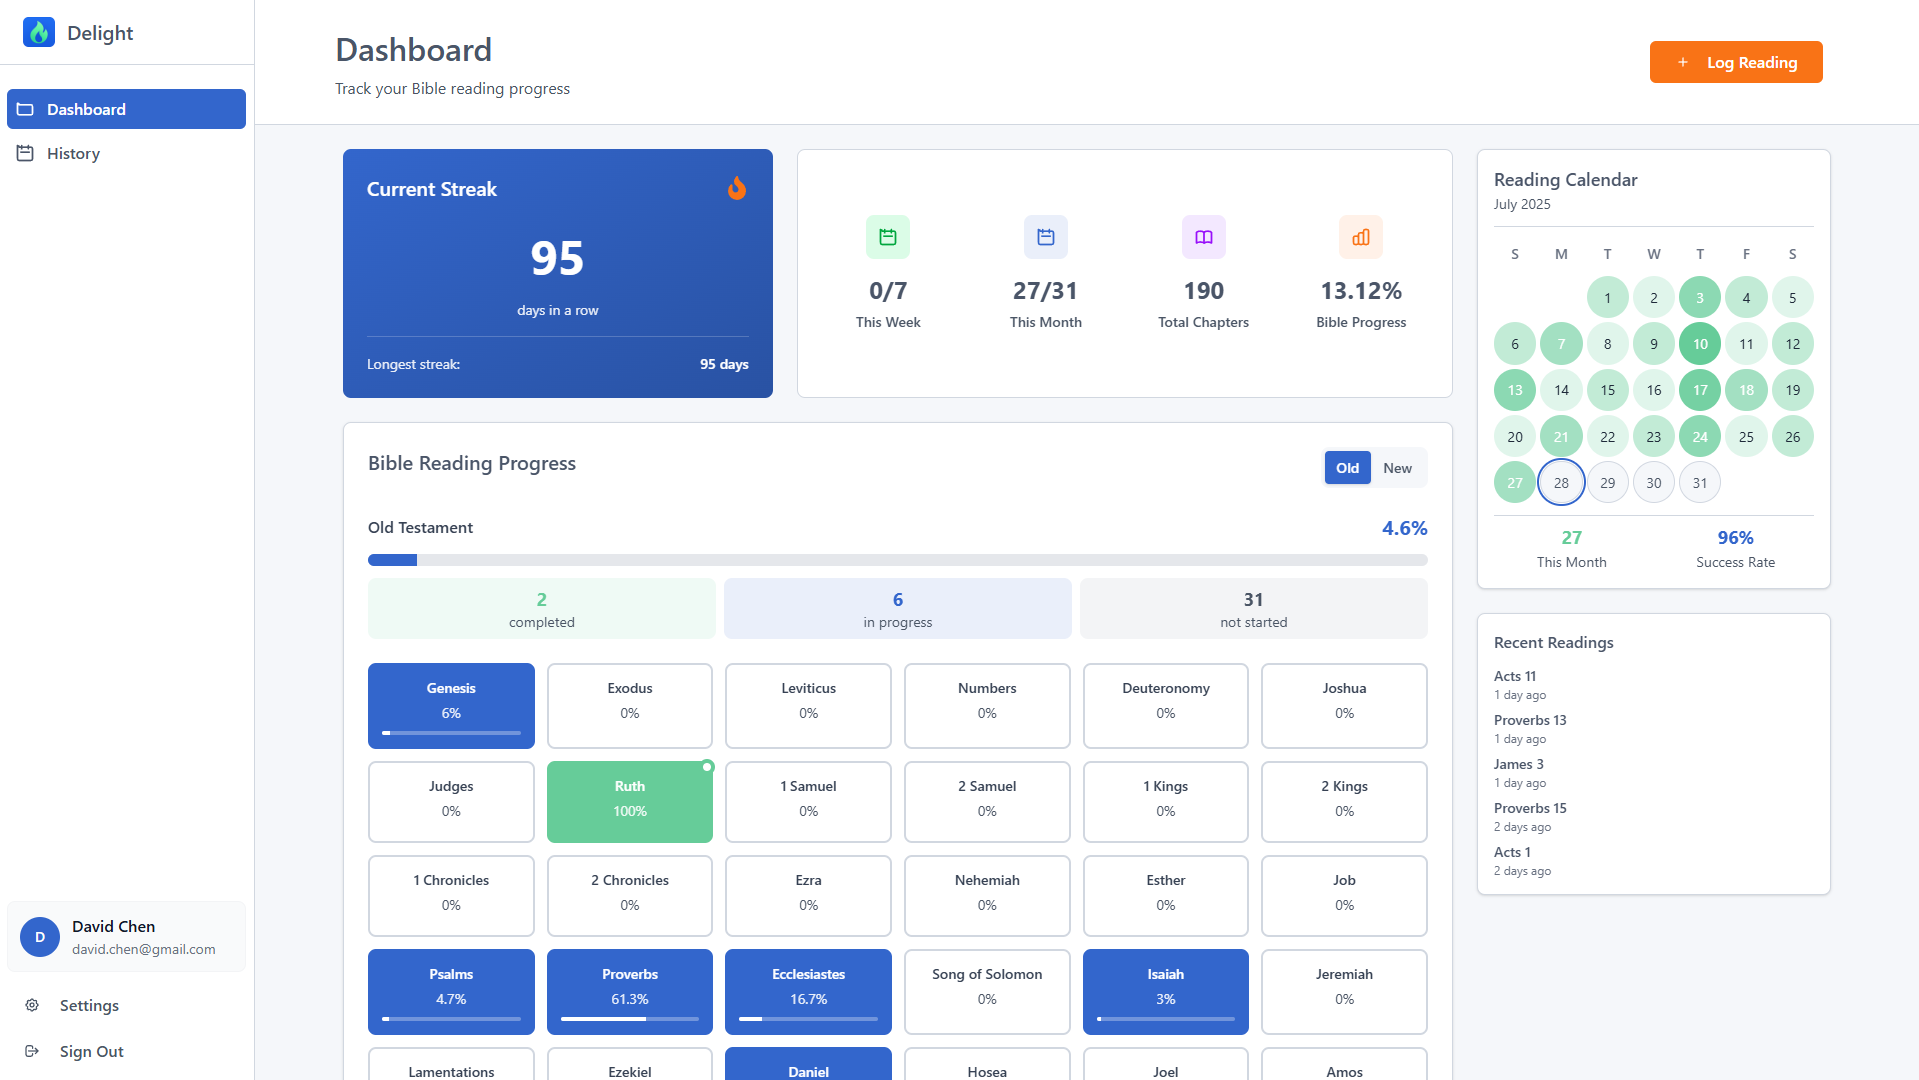 Delight
Dashboard
History
David Chen
D
david.chen@gmail.com
Settings
Sign Out
Dashboard
Track your Bible reading progress
+ Log Reading
Current Streak
95
days in a row
Longest streak: 95 days
0/7
This Week
27/31
This Month
190
Total Chapters
13.12%
Bible Progress
Bible Reading Progress
Old New
Old Testament 4.6%
2
completed
6
in progress
31
not started
Genesis
6%
Exodus
0%
Leviticus
0%
Numbers
0%
Deuteronomy
0%
Joshua
0%
Judges
0%
Ruth
100%
1 Samuel
0%
2 Samuel
0%
1 Kings
0%
2 Kings
0%
1 Chronicles
0%
2 Chronicles
0%
Ezra
0%
Nehemiah
0%
Esther
0%
Job
0%
Psalms
4.7%
Proverbs
61.3%
Ecclesiastes
16.7%
Song of Solomon
0%
Isaiah
3%
Jeremiah
0%
Lamentations
Ezekiel
Daniel
Hosea
Joel
Amos
Reading Calendar
July 2025
S M T W T F S
1 2 3 4 5
6 7 8 9 10 11 12
13 14 15 16 17 18 19
20 21 22 23 24 25 26
27 28 29 30 31
27
This Month
96%
Success Rate
Recent Readings
Acts 11
1 day ago
Proverbs 13
1 day ago
James 3
1 day ago
Proverbs 15
2 days ago
Acts 1
2 days ago